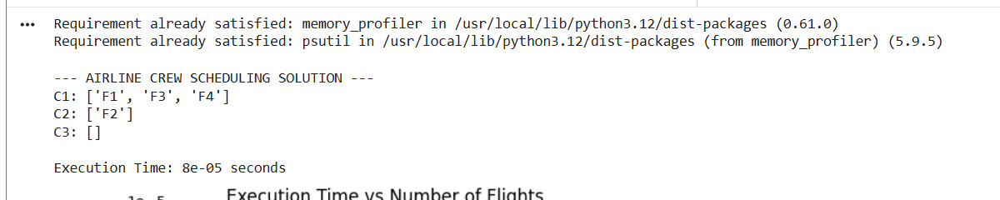 Requirement already satisfied: memory_profiler in /usr/local/lib/python3.12/dist-packages (0.61.0)
Requirement already satisfied: psutil in /usr/local/lib/python3.12/dist-packages (from memory_profiler) (5.9.5)
--- AIRLINE CREW SCHEDULING SOLUTION ---
C1: ['F1', 'F3', 'F4']
C2: ['F2']
C3: []
Execution Time: 8e-05 seconds
Execution Time vs Number of Flights